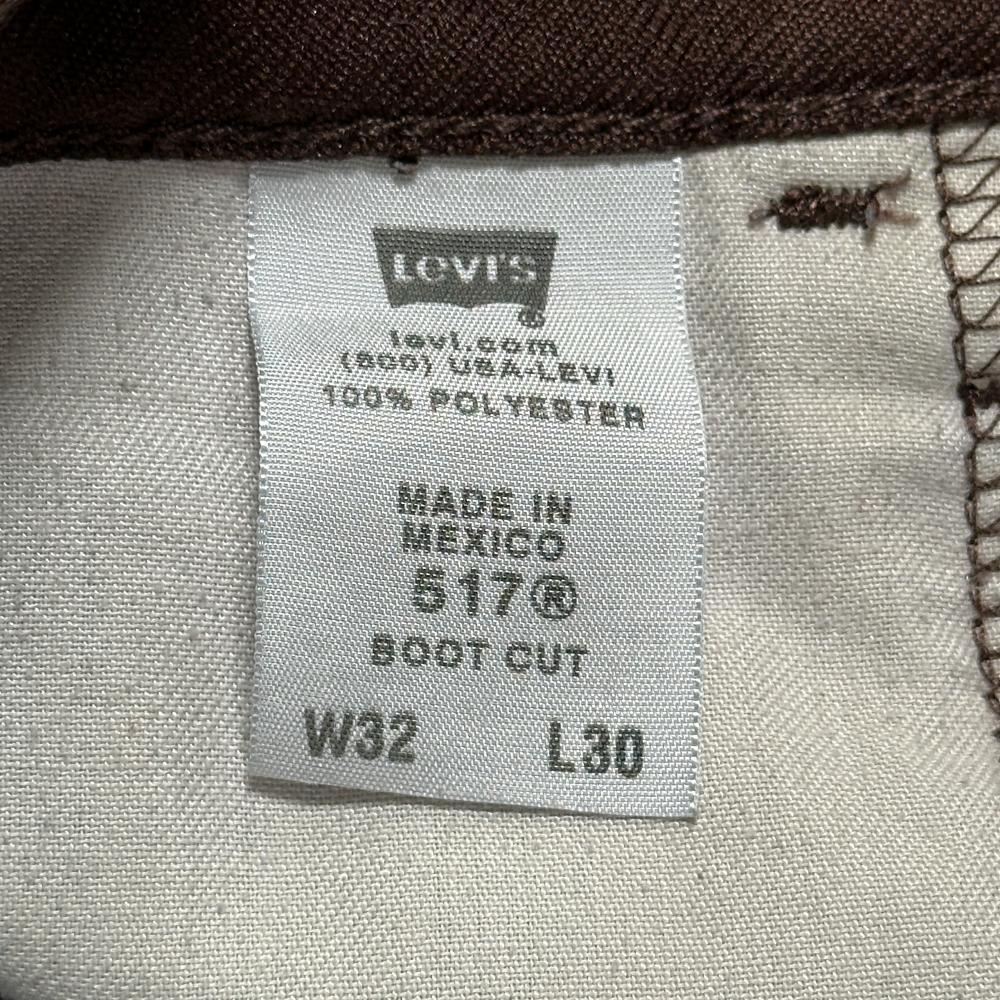 LEVI'S
levi.com
(800) USA-LEVI
100% POLYESTER
MADE IN
MEXICO
517®
BOOT CUT
W32 L30